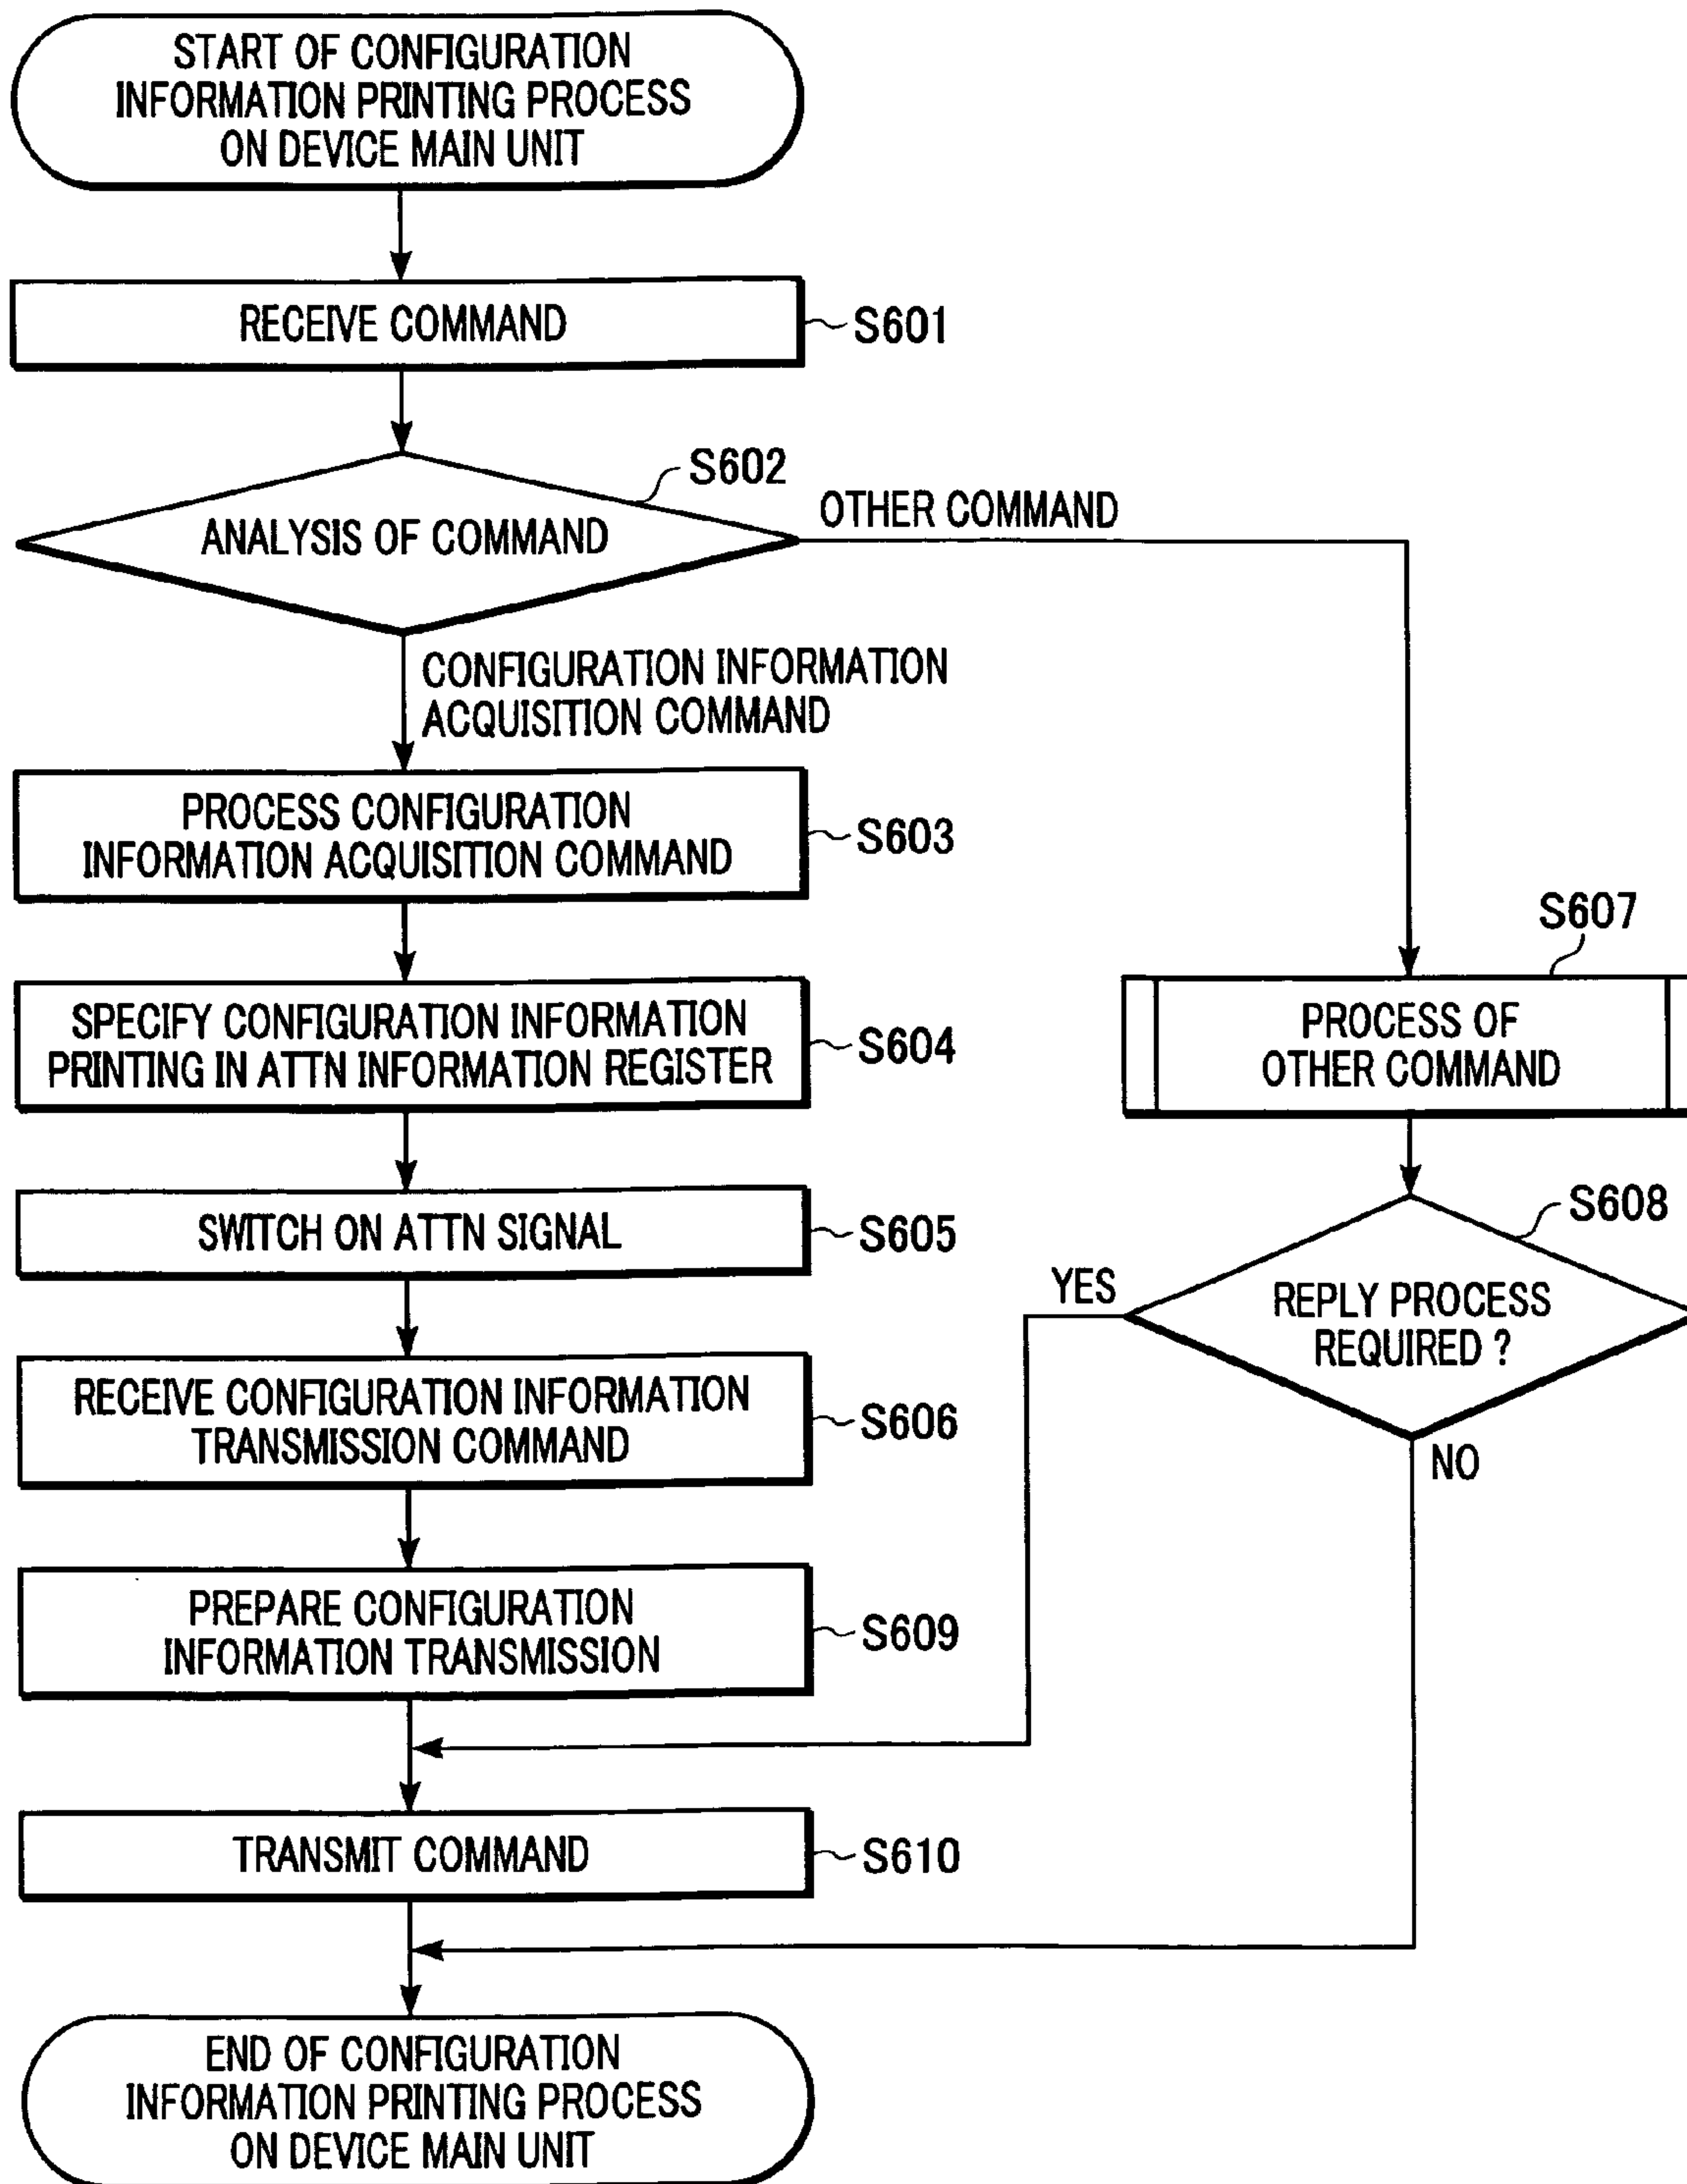 START OF CONFIGURATION
INFORMATION PRINTING PROCESS
ON DEVICE MAIN UNIT
RECEIVE COMMAND
S601
S602
ANALYSIS OF COMMAND
OTHER COMMAND
CONFIGURATION INFORMATION
ACQUISITION COMMAND
PROCESS CONFIGURATION
INFORMATION ACQUISITION COMMAND
S603
SPECIFY CONFIGURATION INFORMATION
PRINTING IN ATTN INFORMATION REGISTER
S604
S607
PROCESS OF
OTHER COMMAND
SWITCH ON ATTN SIGNAL
S605
S608
REPLY PROCESS
REQUIRED ?
YES
NO
RECEIVE CONFIGURATION INFORMATION
TRANSMISSION COMMAND
S606
PREPARE CONFIGURATION
INFORMATION TRANSMISSION
S609
TRANSMIT COMMAND
S610
END OF CONFIGURATION
INFORMATION PRINTING PROCESS
ON DEVICE MAIN UNIT